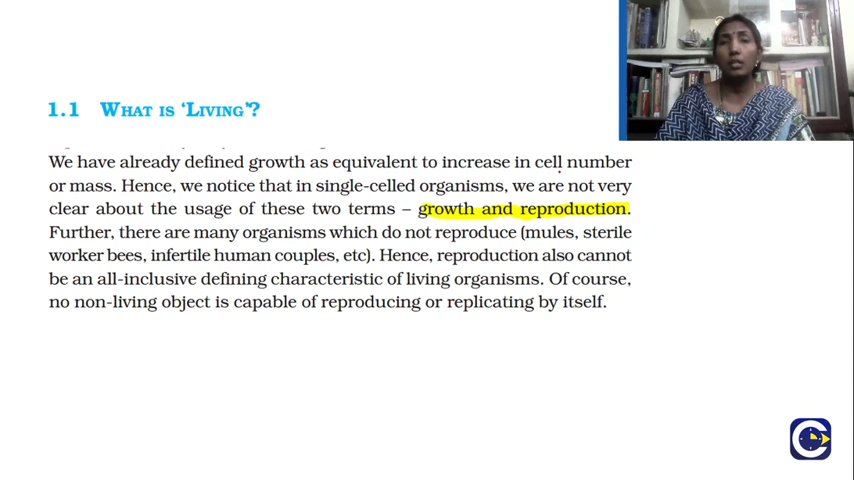 1.1 WHAT IS 'LIVING'?
We have already defined growth as equivalent to increase in cell number
or mass. Hence, we notice that in single-celled organisms, we are not very
clear about the usage of these two terms – growth and reproduction.
Further, there are many organisms which do not reproduce (mules, sterile
worker bees, infertile human couples, etc). Hence, reproduction also cannot
be an all-inclusive defining characteristic of living organisms. Of course,
no non-living object is capable of reproducing or replicating by itself.